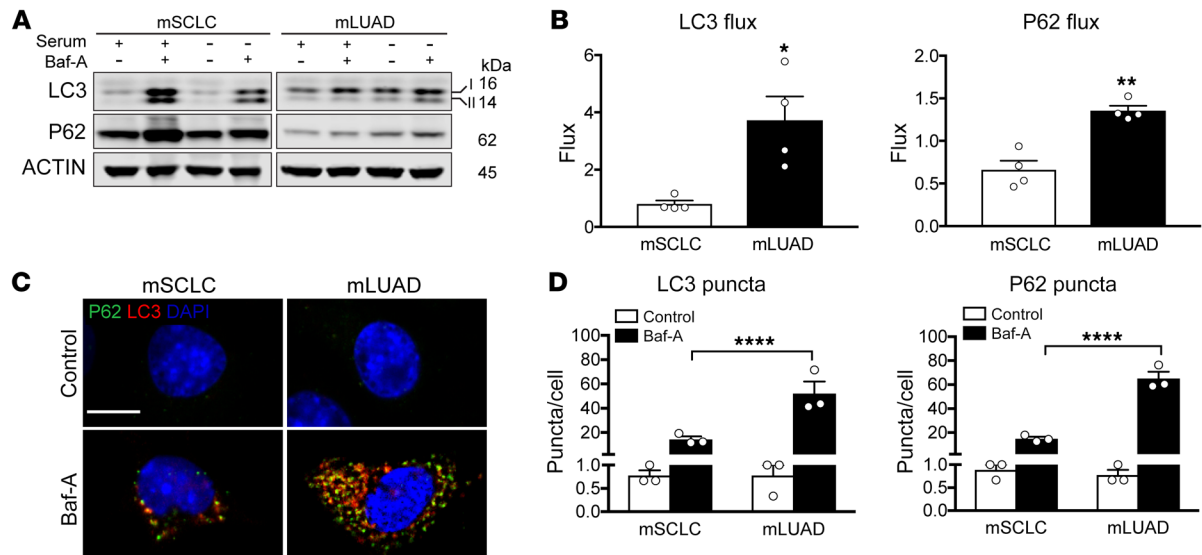 A
mSCLC mLUAD
Serum + + - - + + - -
Baf-A - + - + - + - +
kDa
LC3 I 16
II 14
P62 62
ACTIN 45
B
LC3 flux
Flux
6
4
2
0
*
mSCLC mLUAD
P62 flux
Flux
2.0
1.5
1.0
0.5
0.0
**
mSCLC mLUAD
C
mSCLC mLUAD
P62 LC3 DAPI
Control
Baf-A
D
LC3 puncta
Control
Baf-A
Puncta/cell
100
80
60
40
20
1.0
0.5
0.0
****
mSCLC mLUAD
P62 puncta
Control
Baf-A
Puncta/cell
100
80
60
40
20
1.0
0.5
0.0
****
mSCLC mLUAD